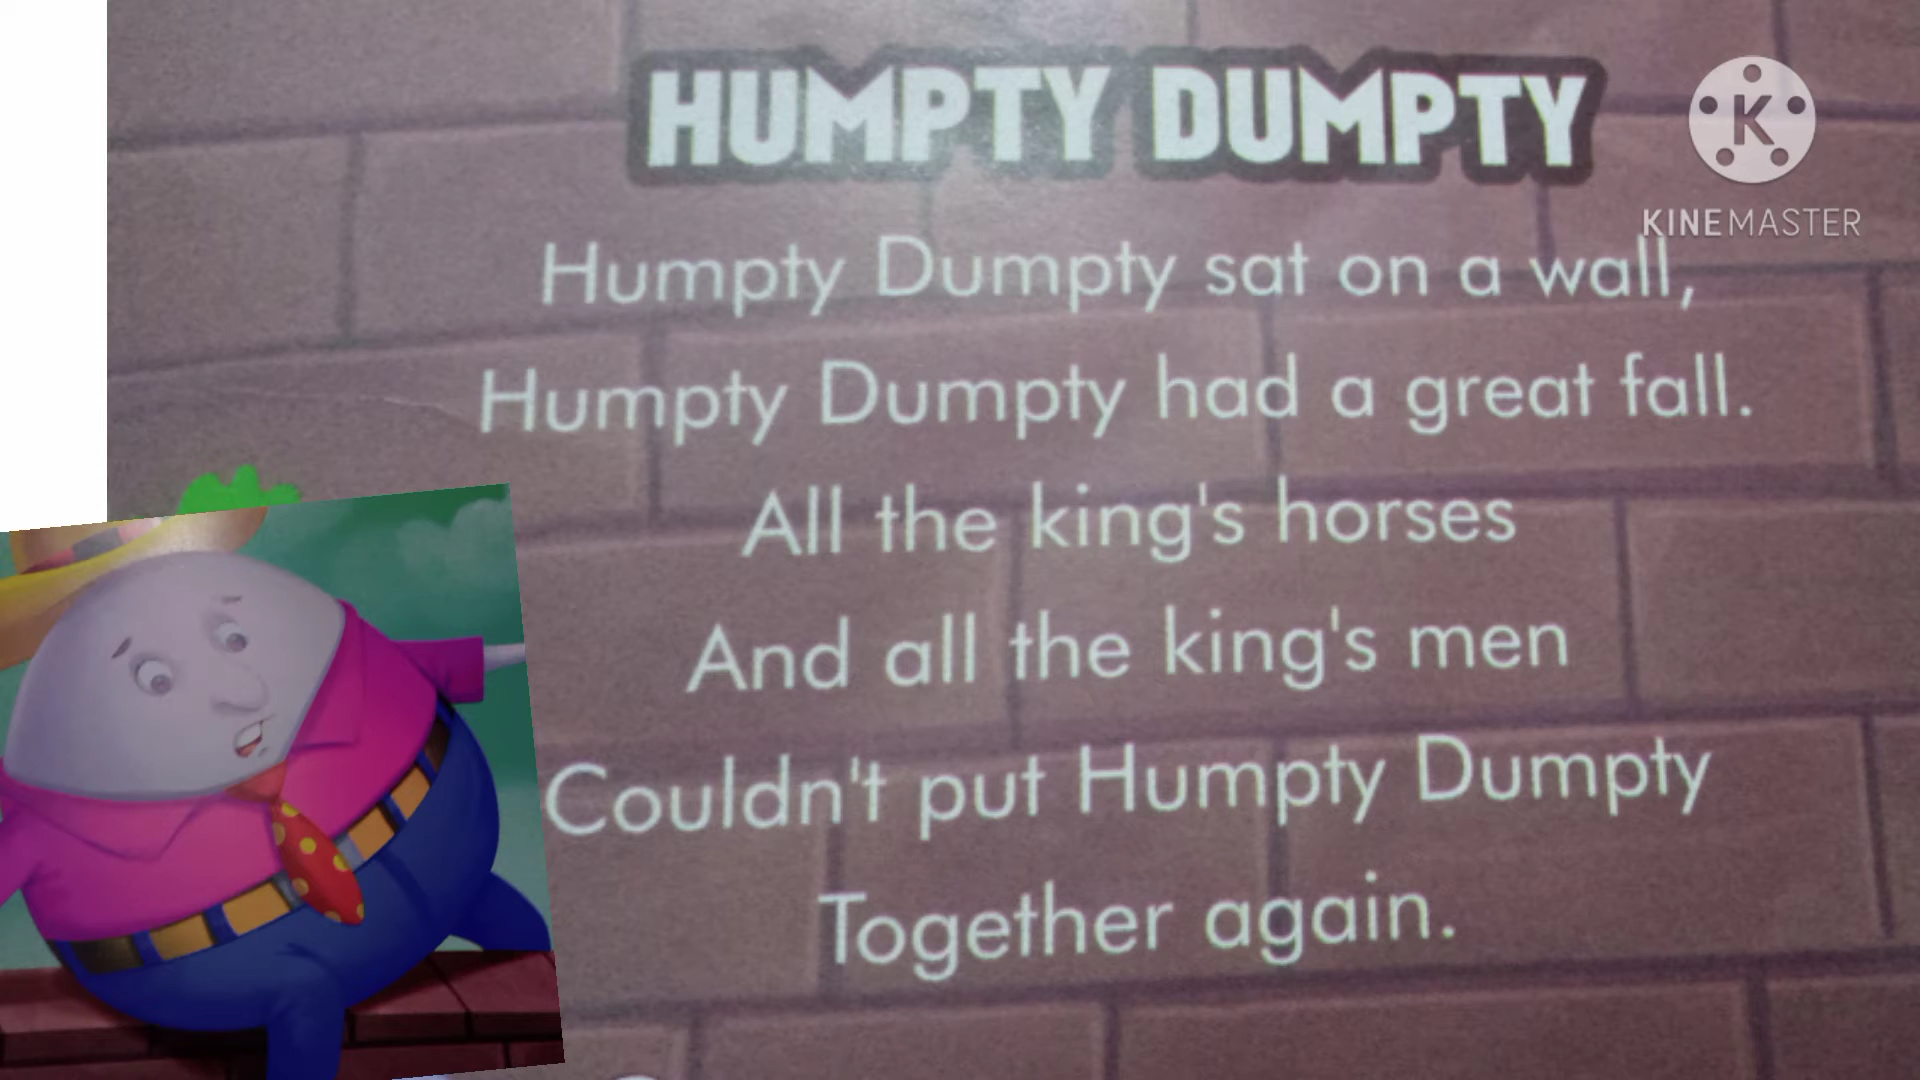 HUMPTY DUMPTY
K
KINEMASTER
Humpty Dumpty sat on a wall,
Humpty Dumpty had a great fall.
All the king's horses
And all the king's men
Couldn't put Humpty Dumpty
Together again.